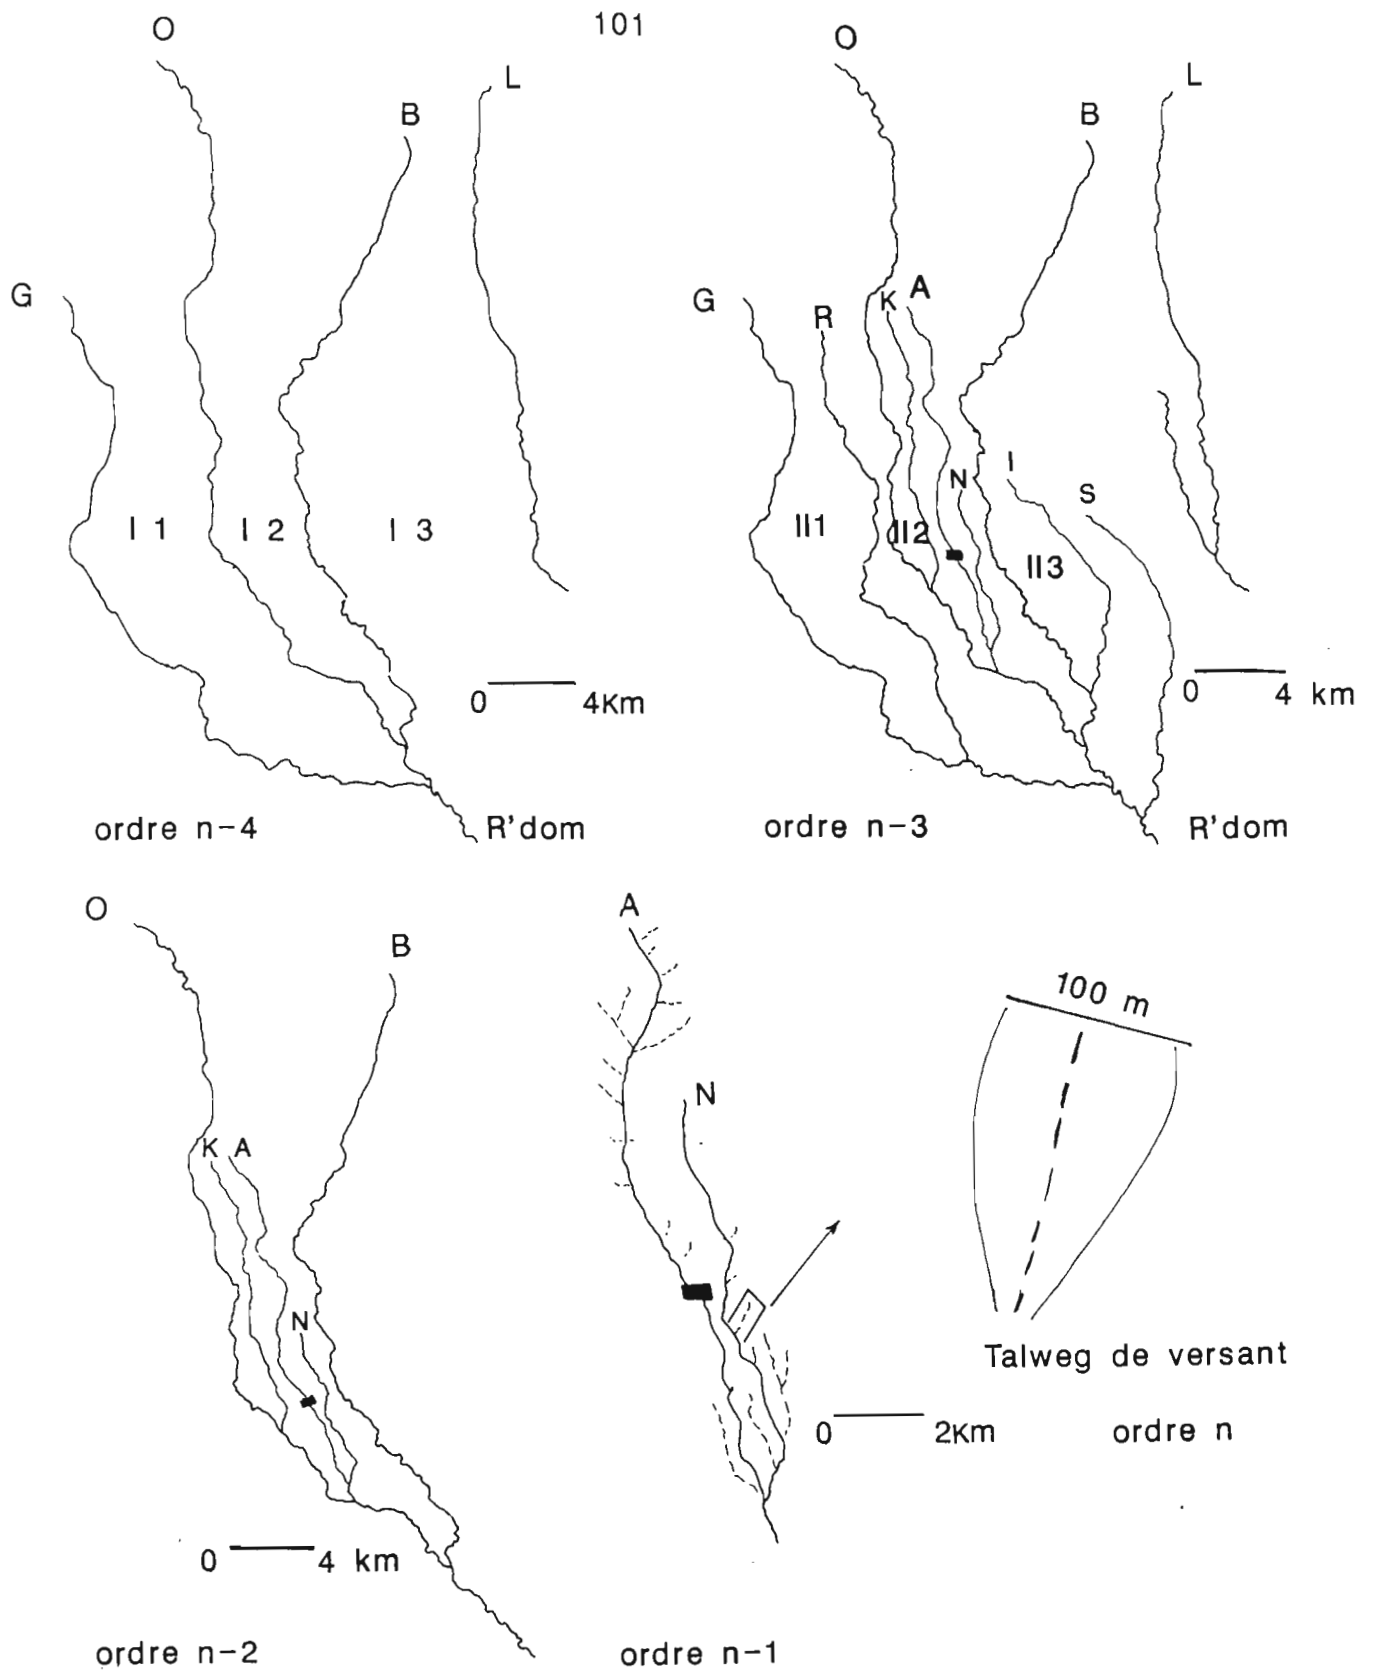 101
O
B
L
G
I 1
I 2
I 3
0 4Km
ordre n-4
R'dom
O
B
L
G
R
K
A
N
I
S
II1
II2
II3
0 4 km
ordre n-3
R'dom
O
B
K
A
N
0 4 km
ordre n-2
A
N
0 2Km
ordre n-1
100 m
Talweg de versant
ordre n